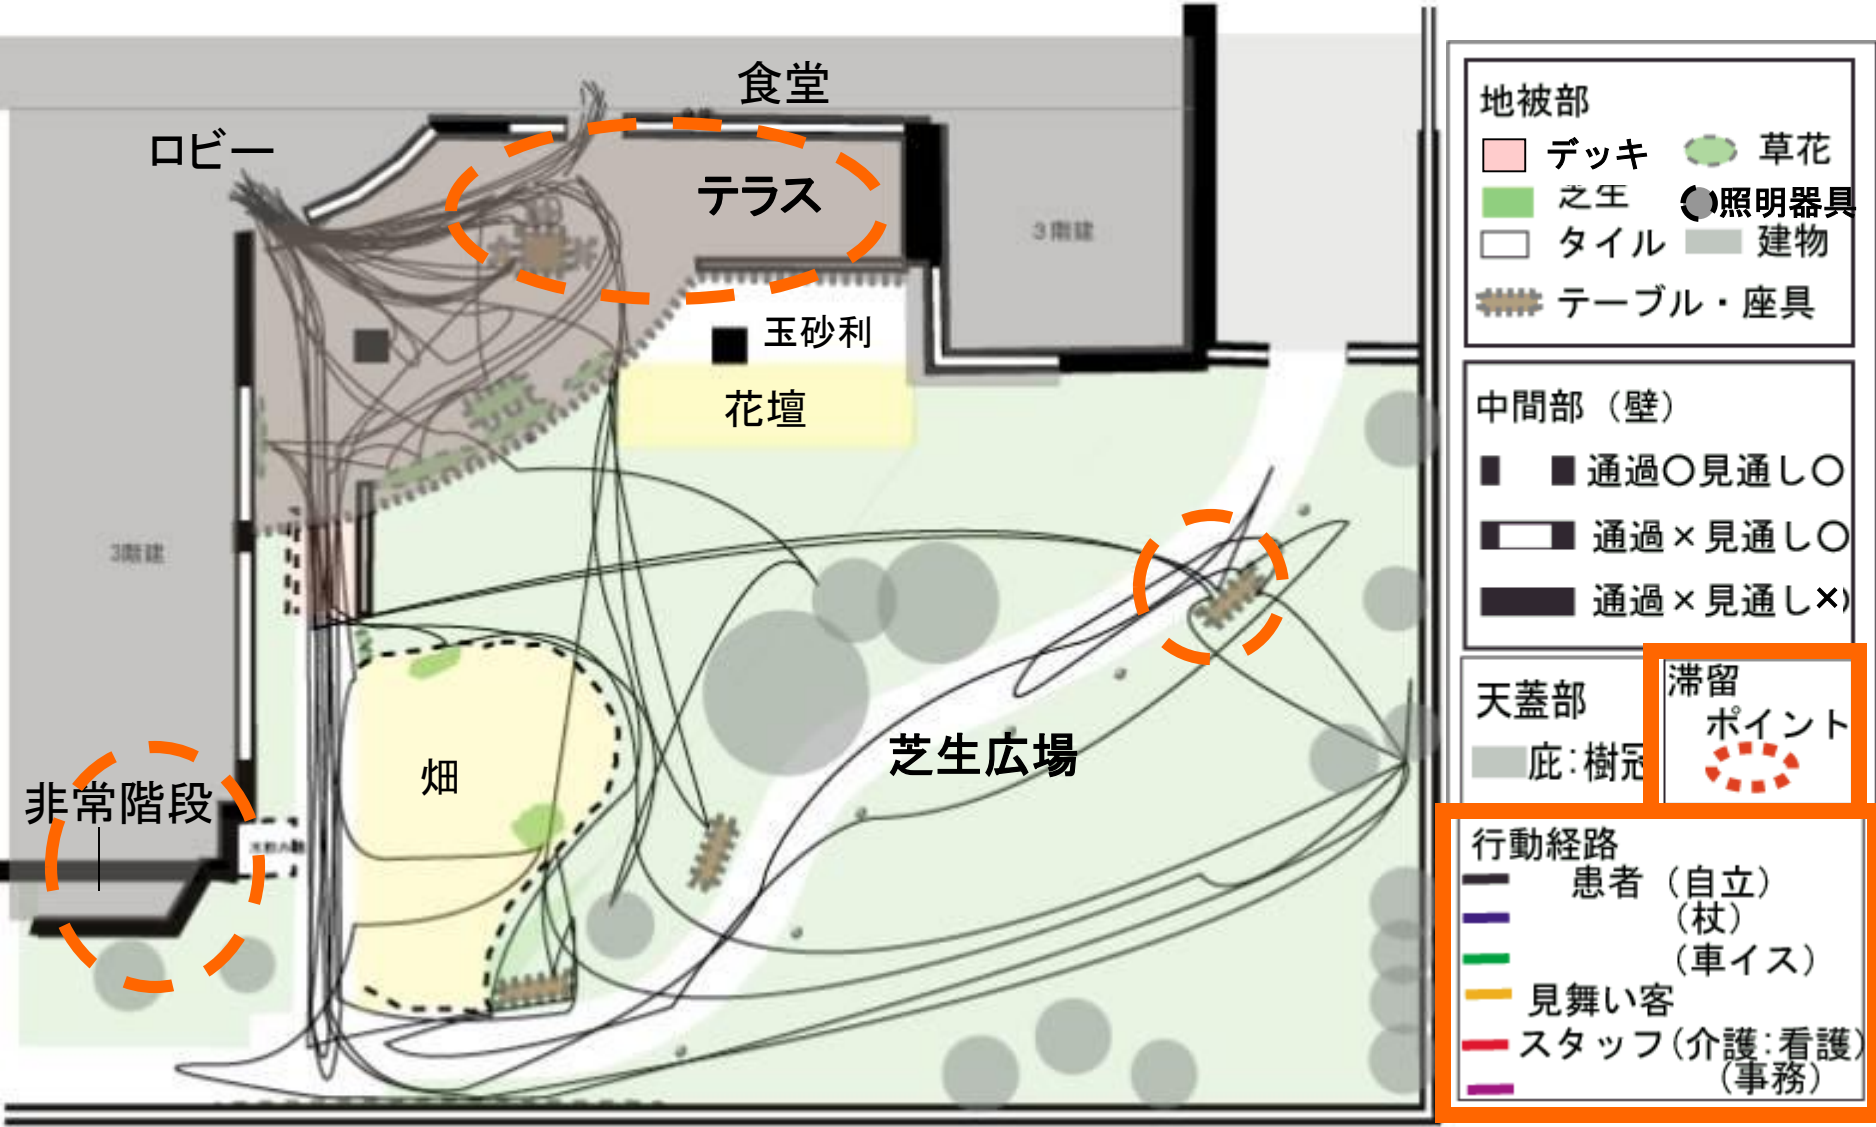 食堂
ロビー
テラス
3階建
玉砂利
花壇
3階建
芝生広場
畑
非常階段
地被部
デッキ
草花
芝生
照明器具
タイル
建物
テーブル・座具
中間部（壁）
通過〇見通し〇
通過×見通し〇
通過×見通し×
天蓋部
庇：樹冠
滞留
ポイント
行動経路
患者（自立）
（杖）
（車イス）
見舞い客
スタッフ（介護：看護）
（事務）